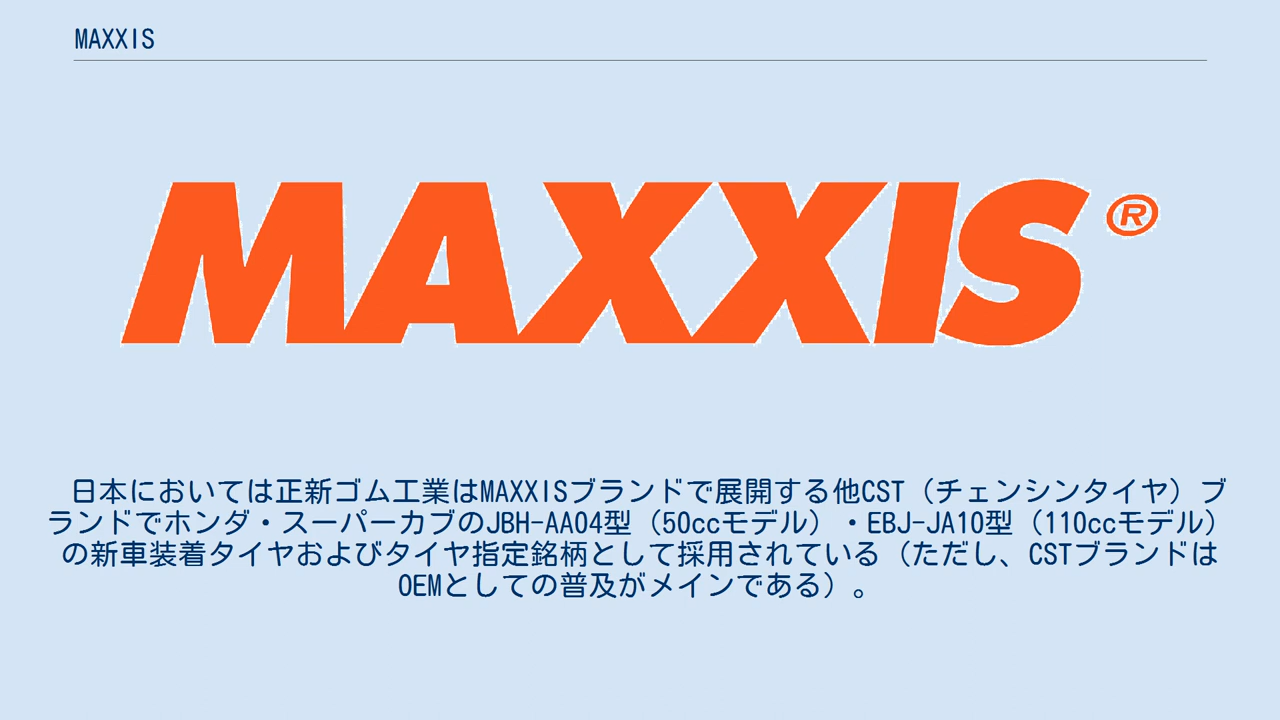 MAXXIS
MAXXIS®
日本においては正新ゴム工業はMAXXISブランドで展開する他CST（チェンシンタイヤ）ブ
ランドでホンダ・スーパーカブのJBH-AA04型（50ccモデル）・EBJ-JA10型（110ccモデル）
の新車装着タイヤおよびタイヤ指定銘柄として採用されている（ただし、CSTブランドは
OEMとしての普及がメインである）。